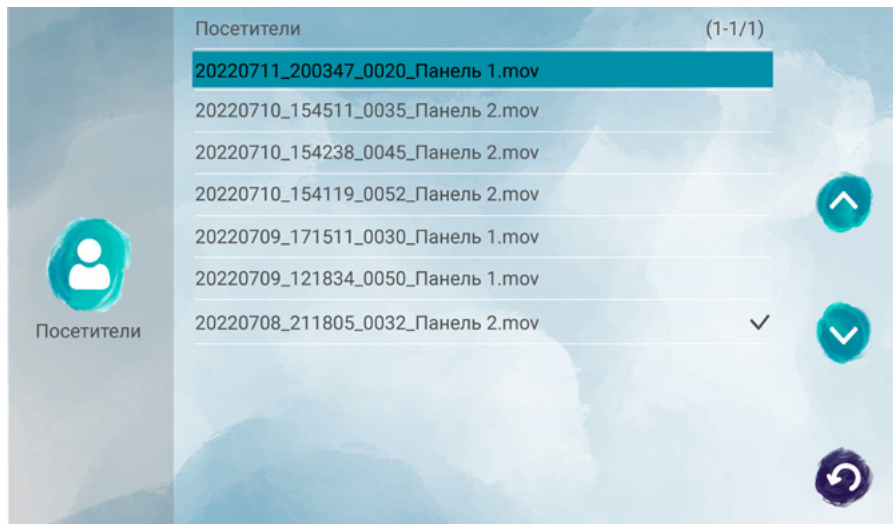 Посетители (1-1/1)
20220711_200347_0020_Панель 1.mov
20220710_154511_0035_Панель 2.mov
20220710_154238_0045_Панель 2.mov
20220710_154119_0052_Панель 2.mov
20220709_171511_0030_Панель 1.mov
20220709_121834_0050_Панель 1.mov
20220708_211805_0032_Панель 2.mov
Посетители